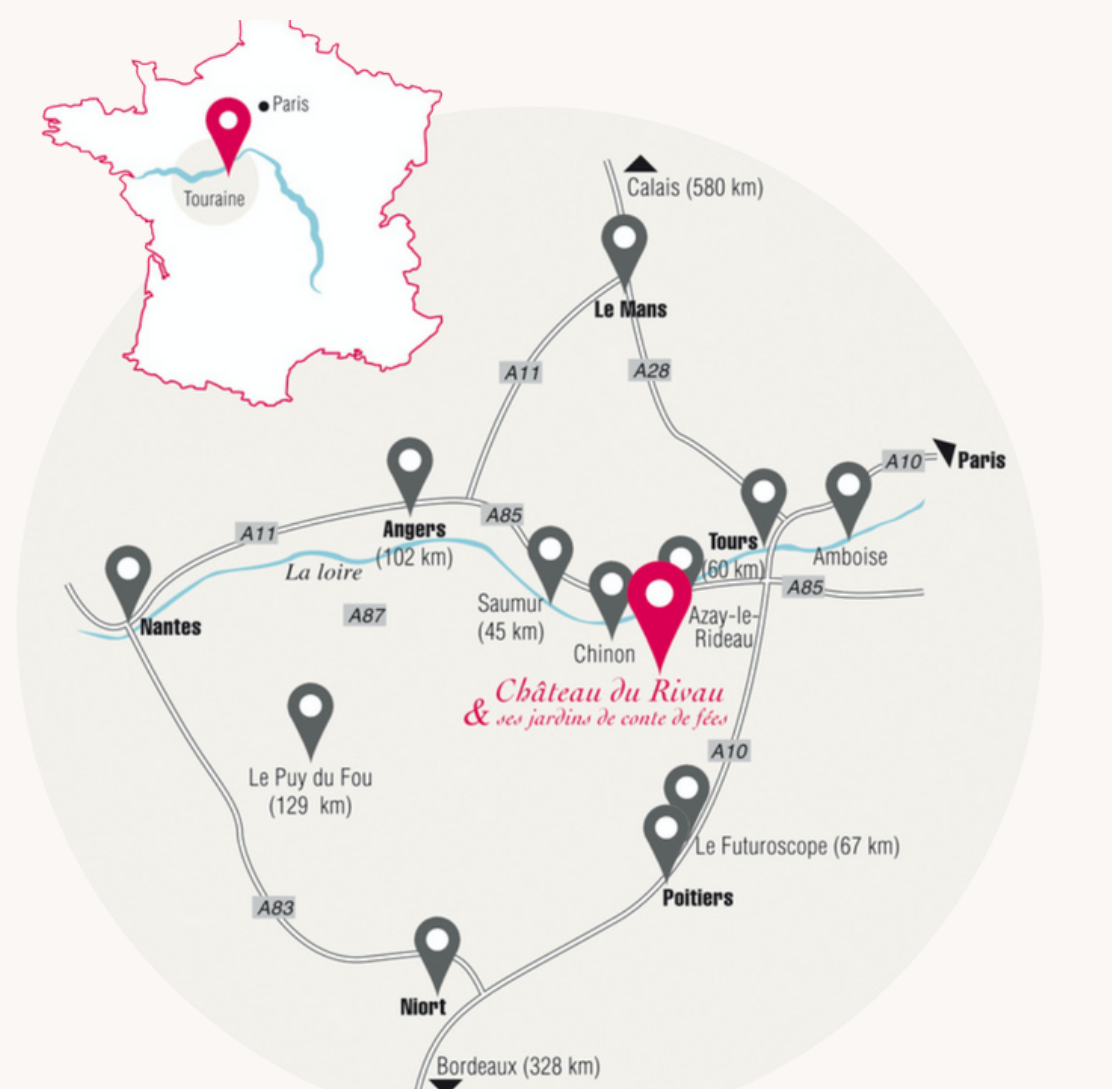 Paris
Touraine
Calais (580 km)
Le Mans
A11
A28
A10
Paris
Angers
(102 km)
A85
A11
La loire
Tours
(60 km)
Amboise
A85
Nantes
A87
Saumur
(45 km)
Chinon
Azay-le-
Rideau
Château du Rivau
& ses jardins de conte de fées
A10
Le Puy du Fou
(129 km)
Le Futuroscope (67 km)
Poitiers
A83
Niort
Bordeaux (328 km)